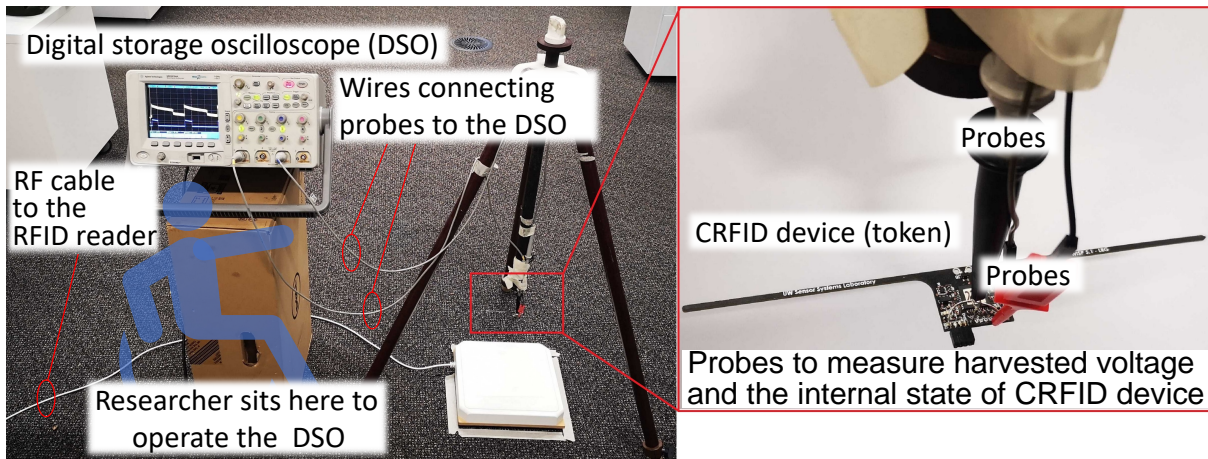 Digital storage oscilloscope (DSO)
Wires connecting
probes to the DSO
RF cable
to the
RFID reader
Researcher sits here to
operate the  DSO
Probes
CRFID device (token)
Probes
UW Sensor Systems Laboratory
Probes to measure harvested voltage
and the internal state of CRFID device